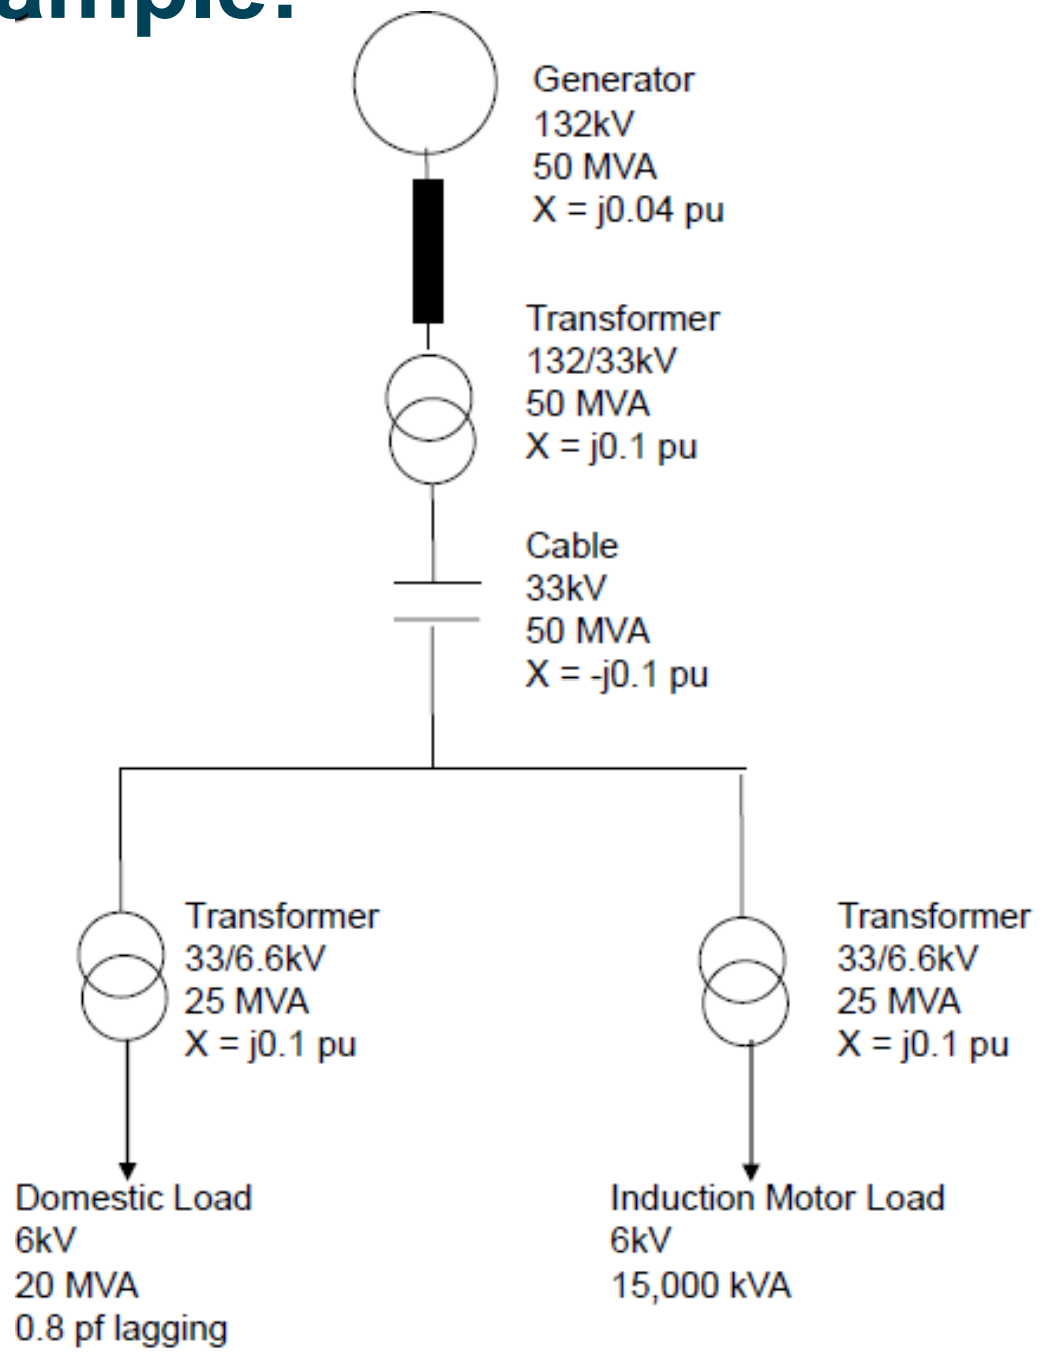 Generator
132kV
50 MVA
X = j0.04 pu
Transformer
132/33kV
50 MVA
X = j0.1 pu
Cable
33kV
50 MVA
X = -j0.1 pu
Transformer
33/6.6kV
25 MVA
X = j0.1 pu
Transformer
33/6.6kV
25 MVA
X = j0.1 pu
Domestic Load
6kV
20 MVA
0.8 pf lagging
Induction Motor Load
6kV
15,000 kVA